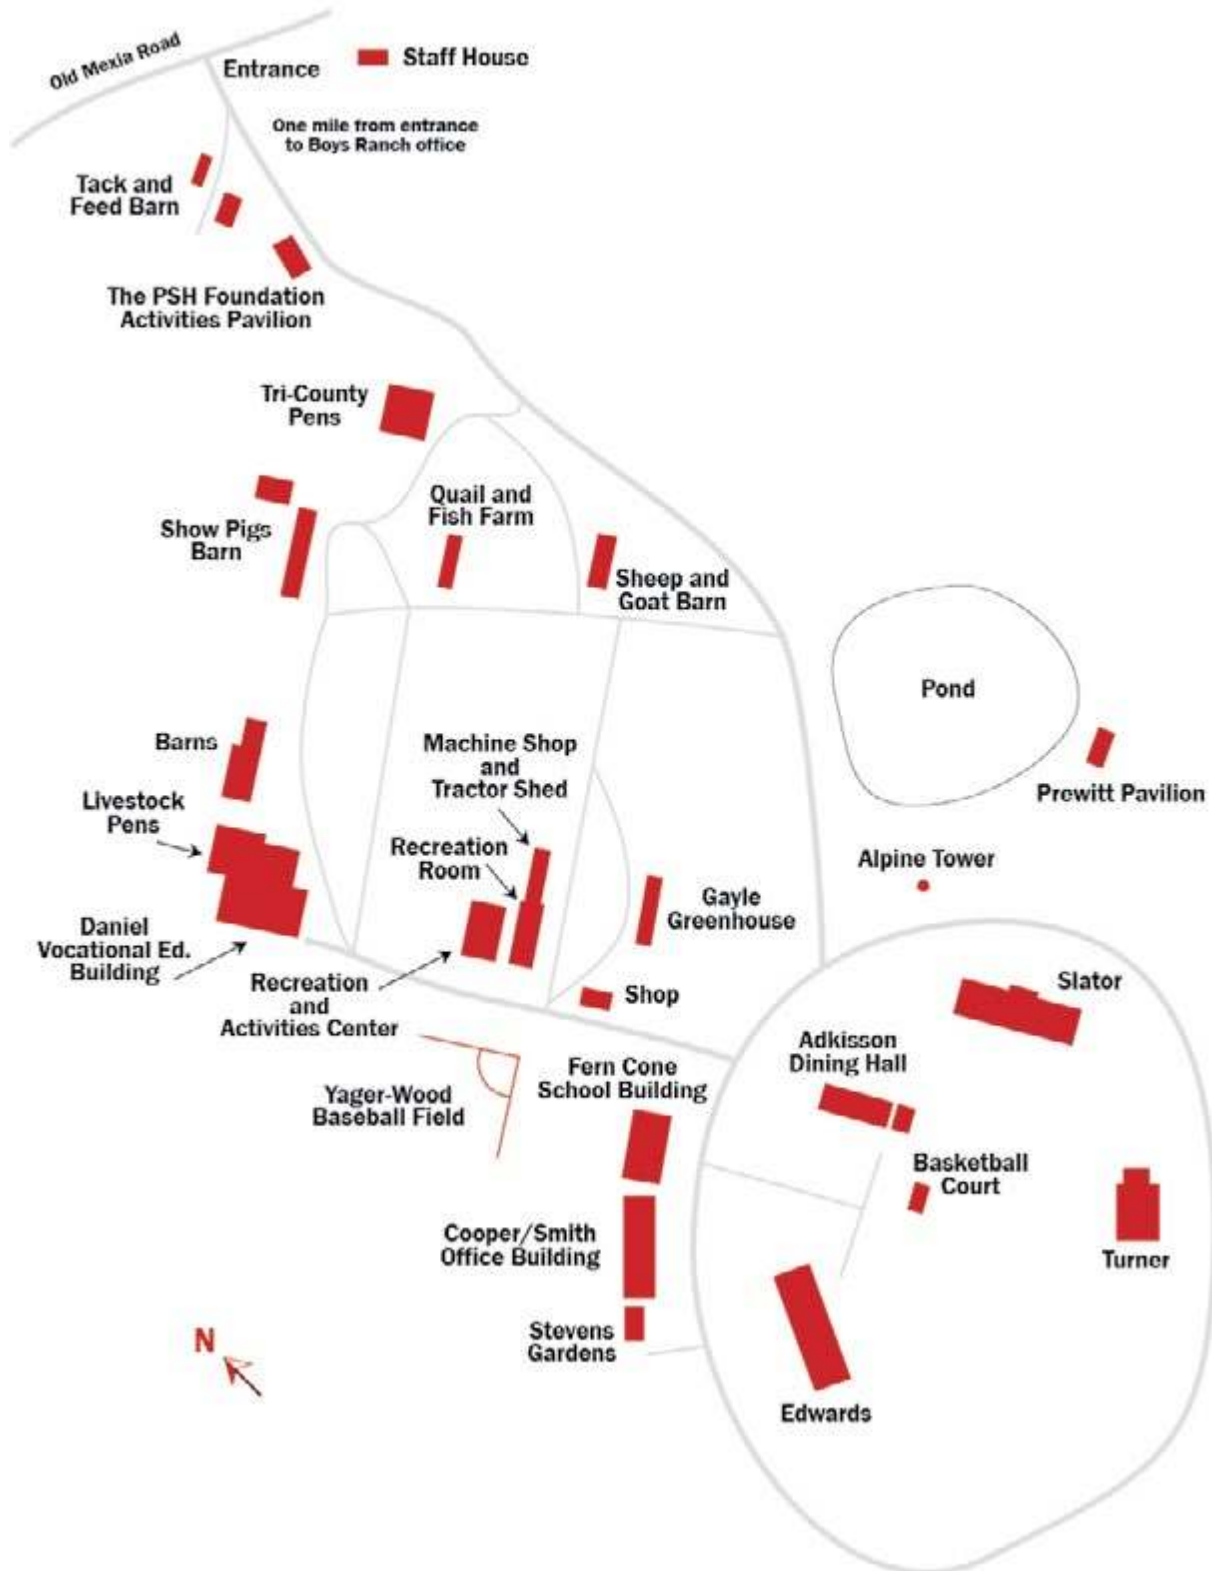 Old Mexia Road
Entrance
Staff House
One mile from entrance
to Boys Ranch office
Tack and
Feed Barn
The PSH Foundation
Activities Pavilion
Tri-County
Pens
Quail and
Fish Farm
Show Pigs
Barn
Sheep and
Goat Barn
Pond
Barns
Machine Shop
and
Tractor Shed
Prewitt Pavilion
Livestock
Pens
Recreation
Room
Alpine Tower
Gayle
Greenhouse
Daniel
Vocational Ed.
Building
Recreation
and
Activities Center
Shop
Slator
Adkisson
Dining Hall
Fern Cone
School Building
Yager-Wood
Baseball Field
Basketball
Court
Cooper/Smith
Office Building
Turner
N
Stevens
Gardens
Edwards